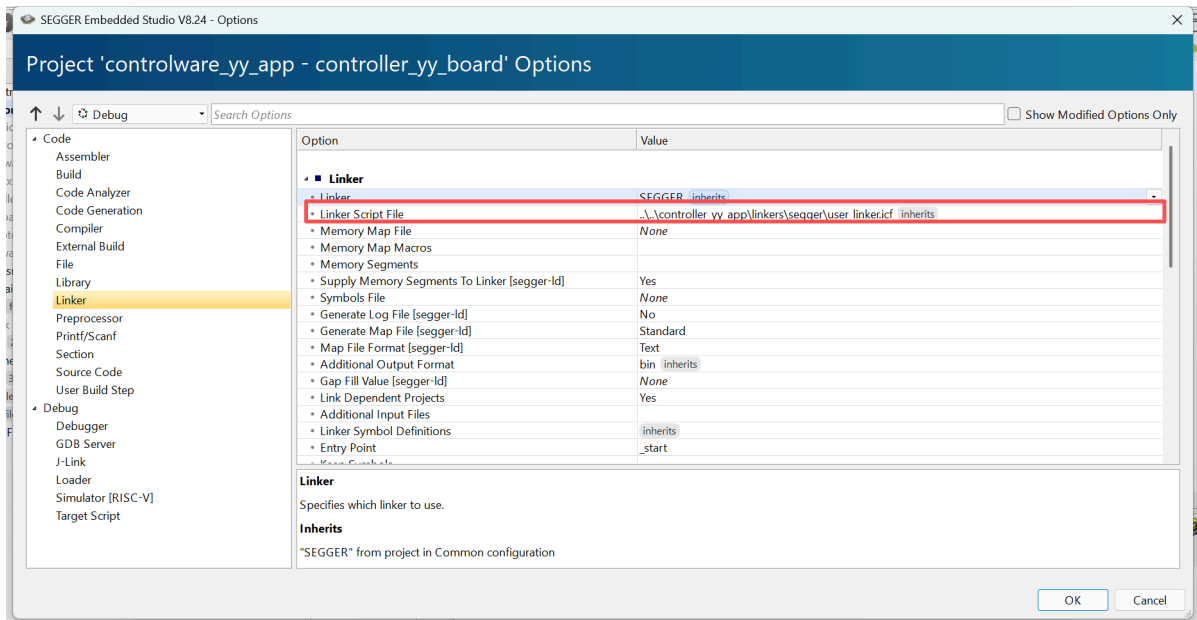 SEGGER Embedded Studio V8.24 - Options
Project 'controlware_yy_app - controller_yy_board' Options
Debug Search Options Show Modified Options Only
Code
Assembler
Build
Code Analyzer
Code Generation
Compiler
External Build
File
Library
Linker
Preprocessor
Printf/Scanf
Section
Source Code
User Build Step
Debug
Debugger
GDB Server
J-Link
Loader
Simulator [RISC-V]
Target Script
Option Value
Linker
Linker SEGGER inherits
Linker Script File ..\..\controller_yy_app\linkers\segger\user_linker.icf inherits
Memory Map File None
Memory Map Macros
Memory Segments
Supply Memory Segments To Linker [segger-ld] Yes
Symbols File None
Generate Log File [segger-ld] No
Generate Map File [segger-ld] Standard
Map File Format [segger-ld] Text
Additional Output Format bin inherits
Gap Fill Value [segger-ld] None
Link Dependent Projects Yes
Additional Input Files
Linker Symbol Definitions inherits
Entry Point _start
Keep Symbols
Linker
Specifies which linker to use.
Inherits
"SEGGER" from project in Common configuration
OK Cancel